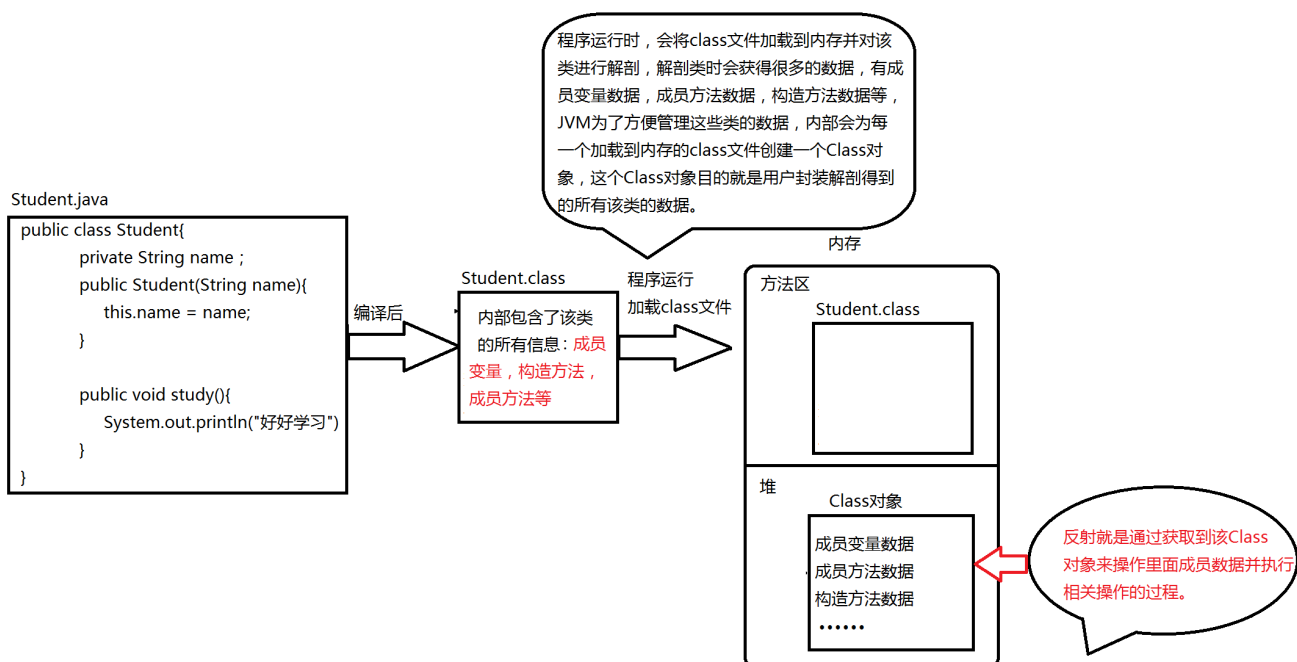 程序运行时，会将class文件加载到内存并对该
类进行解剖，解剖类时会获得很多的数据，有成
员变量数据，成员方法数据，构造方法数据等，
JVM为了方便管理这些类的数据，内部会为每
一个加载到内存的class文件创建一个Class对
象，这个Class对象目的就是用户封装解剖得到
的所有该类的数据。
Student.java
public class Student{
private String name ;
public Student(String name){
this.name = name;
}
public void study(){
System.out.println("好好学习")
}
}
编译后
Student.class
内部包含了该类
的所有信息：成员
变量，构造方法，
成员方法等
程序运行
加载class文件
内存
方法区
Student.class
堆
Class对象
成员变量数据
成员方法数据
构造方法数据
••••••
反射就是通过获取到该Class
对象来操作里面成员数据并执行
相关操作的过程。